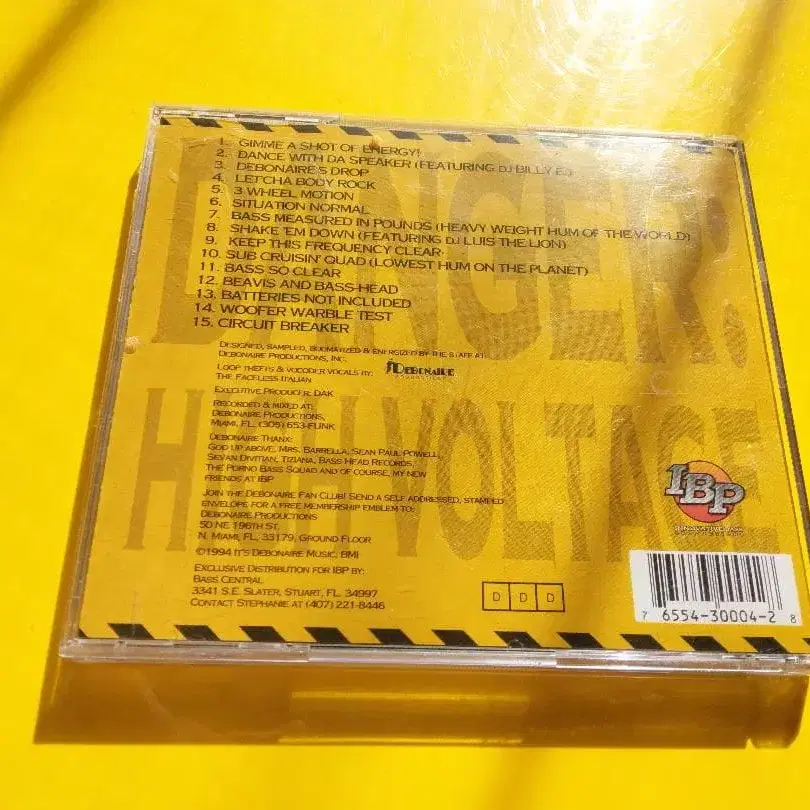 DANGER:
HIGH VOLTAGE
1. GIMME A SHOT OF ENERGY!
2. DANCE WITH DA SPEAKER (FEATURING DJ BILLY E.)
3. DEBONAIRE'S DROP
4. LET'CHA BODY ROCK
5. 3 WHEEL MOTION
6. SITUATION NORMAL
7. BASS MEASURED IN POUNDS (HEAVY WEIGHT HUM OF THE WORLD)
8. SHAKE 'EM DOWN (FEATURING DJ LUIS THE LION)
9. KEEP THIS FREQUENCY CLEAR
10. SUB CRUISIN' QUAD (LOWEST HUM ON THE PLANET)
11. BASS SO CLEAR
12. BEAVIS AND BASS-HEAD
13. BATTERIES NOT INCLUDED
14. WOOFER WARBLE TEST
15. CIRCUIT BREAKER
DESIGNED, SAMPLED, BOOMATIZED & ENERGIZED BY THE STAFF AT:
DEBONAIRE PRODUCTIONS, INC.
LOOP THEFTS & VOCODER VOCALS BY:
THE FACELESS ITALIAN
DEBONAIRE
EXECUTIVE PRODUCER: DAK
RECORDED & MIXED AT:
DEBONAIRE PRODUCTIONS,
MIAMI, FL. (305) 653-FUNK
DEBONAIRE THANX:
GOD UP ABOVE, MRS. BARRELLA, SEAN PAUL POWELL,
SEVAN DIVITIAN, TIZIANA, BASS HEAD RECORDS,
THE PORNO BASS SQUAD AND OF COURSE, MY NEW
FRIENDS AT IBP
JOIN THE DEBONAIRE FAN CLUB! SEND A SELF ADDRESSED, STAMPED
ENVELOPE FOR A FREE MEMBERSHIP EMBLEM TO:
DEBONAIRE PRODUCTIONS
50 NE 196TH ST.
N. MIAMI, FL, 33179, GROUND FLOOR
©1994 IT'S DEBONAIRE MUSIC, BMI
EXCLUSIVE DISTRIBUTION FOR IBP BY:
BASS CENTRAL
3341 S.E. SLATER, STUART, FL. 34997
CONTACT STEPHANIE AT (407) 221-8446
D D D
IBP
7 6554-30004-2 8